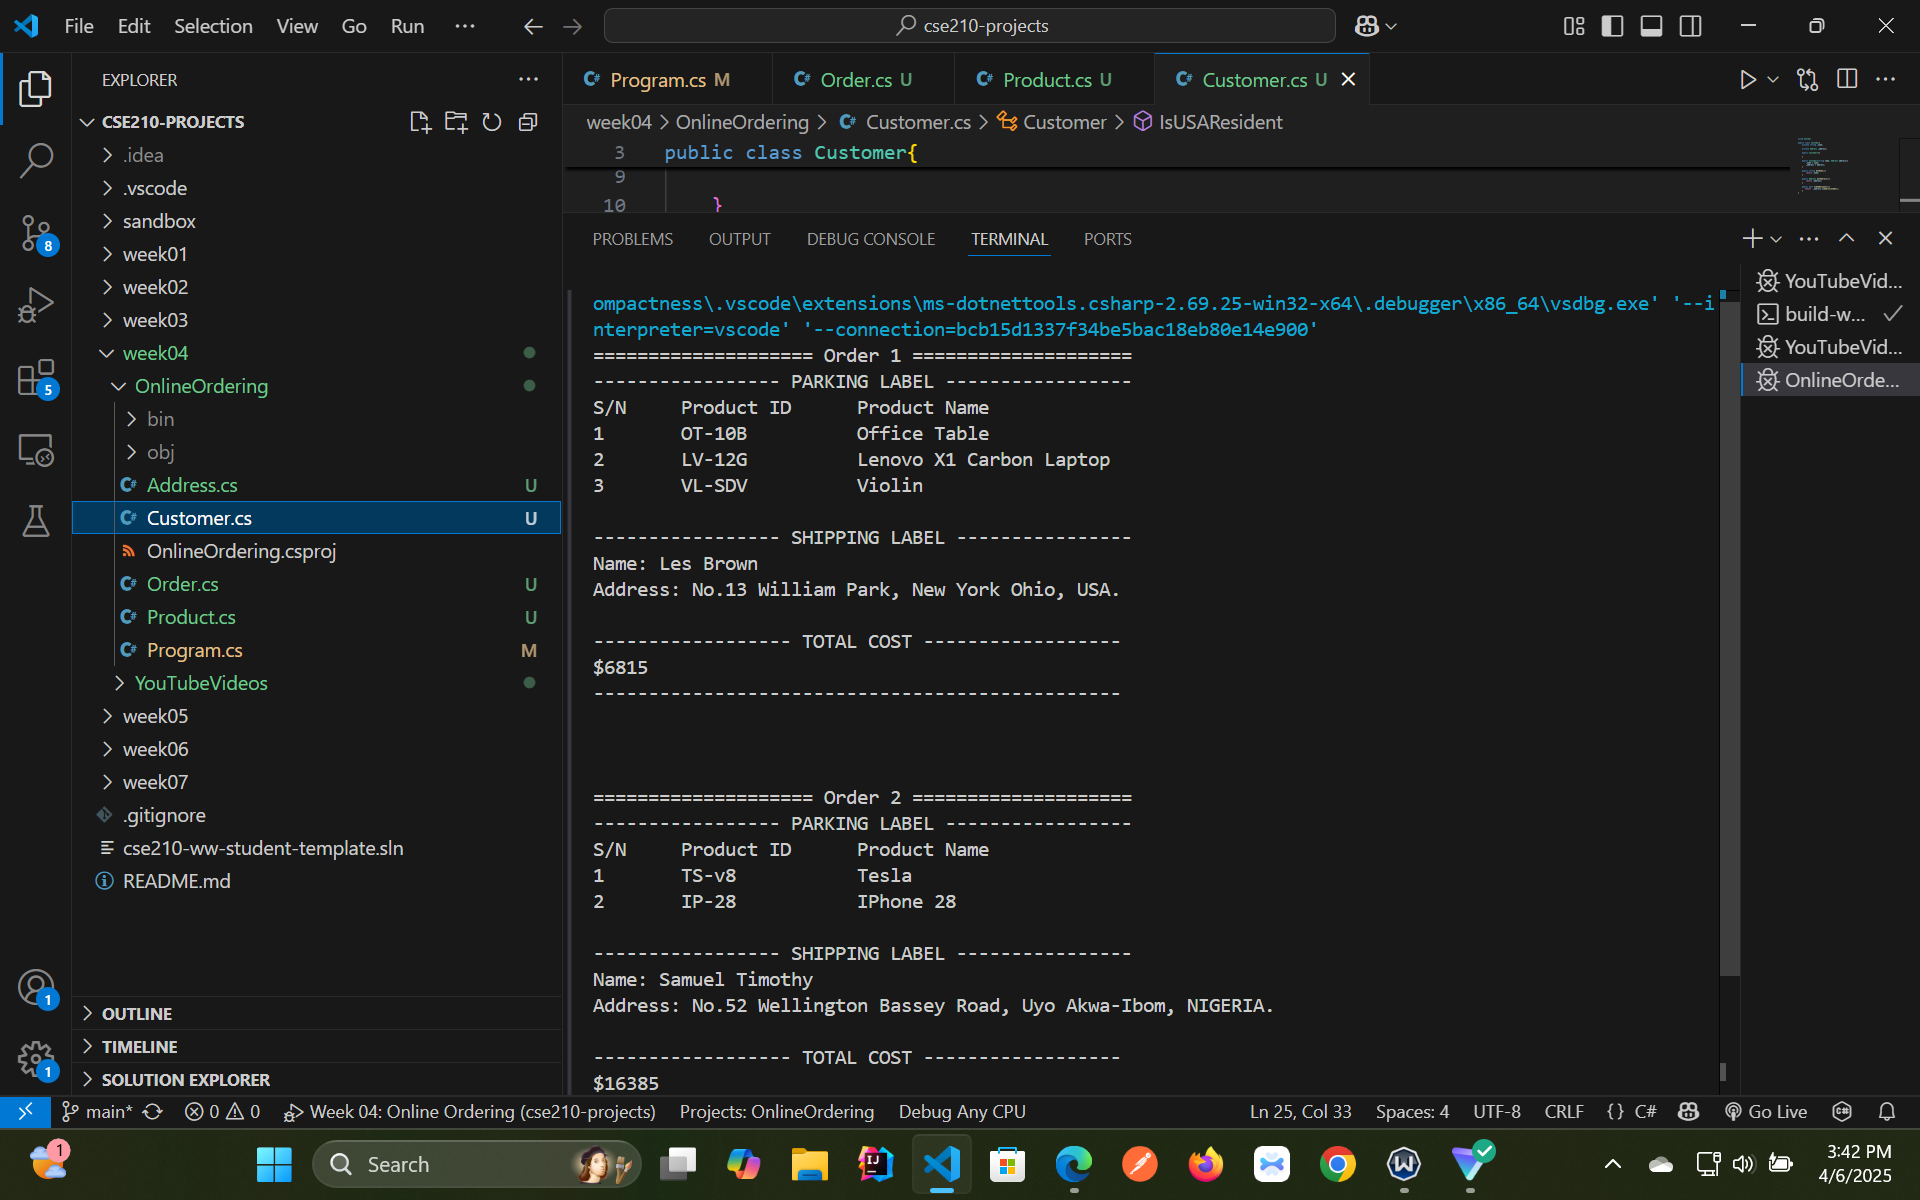 File Edit Selection View Go Run ··· cse210-projects
EXPLORER
CSE210-PROJECTS
.idea
.vscode
sandbox
week01
week02
week03
week04
OnlineOrdering
bin
obj
Address.cs U
Customer.cs U
OnlineOrdering.csproj
Order.cs U
Product.cs U
Program.cs M
YouTubeVideos
week05
week06
week07
.gitignore
cse210-ww-student-template.sln
README.md
OUTLINE
TIMELINE
SOLUTION EXPLORER
8
5
1
1
Program.cs M Order.cs U Product.cs U Customer.cs U
week04 > OnlineOrdering > Customer.cs > Customer > IsUSAResident
3 public class Customer{
9
10 }
PROBLEMS OUTPUT DEBUG CONSOLE TERMINAL PORTS
ompactness\.vscode\extensions\ms-dotnettools.csharp-2.69.25-win32-x64\.debugger\x86_64\vsdbg.exe' '--i
nterpreter=vscode' '--connection=bcb15d1337f34be5bac18eb80e14e900'
==================== Order 1 ====================
----------------- PARKING LABEL -----------------
S/N Product ID Product Name
1 OT-10B Office Table
2 LV-12G Lenovo X1 Carbon Laptop
3 VL-SDV Violin
----------------- SHIPPING LABEL ----------------
Name: Les Brown
Address: No.13 William Park, New York Ohio, USA.
------------------ TOTAL COST ------------------
$6815
------------------------------------------------
==================== Order 2 ====================
----------------- PARKING LABEL -----------------
S/N Product ID Product Name
1 TS-v8 Tesla
2 IP-28 IPhone 28
----------------- SHIPPING LABEL ----------------
Name: Samuel Timothy
Address: No.52 Wellington Bassey Road, Uyo Akwa-Ibom, NIGERIA.
------------------ TOTAL COST ------------------
$16385
YouTubeVid...
build-w...
YouTubeVid...
OnlineOrde...
main* 0 0 Week 04: Online Ordering (cse210-projects) Projects: OnlineOrdering Debug Any CPU Ln 25, Col 33 Spaces: 4 UTF-8 CRLF {} C# Go Live
1 Search 3:42 PM
4/6/2025